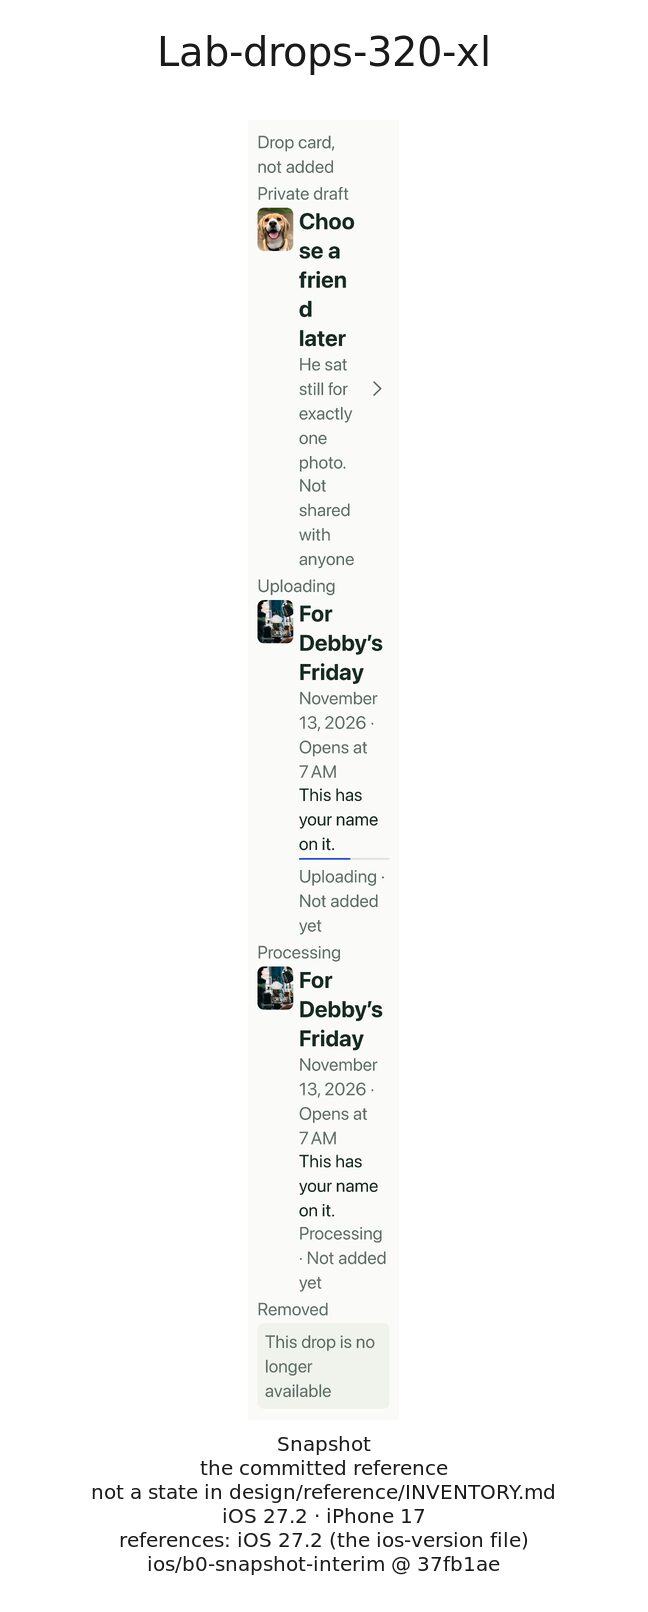 Lab-drops-320-xl
Drop card,
not added
Private draft
Choo
se a
frien
d
later
He sat
still for
exactly
one
photo.
Not
shared
with
anyone
Uploading
For
Debby’s
Friday
November
13, 2026 ·
Opens at
7 AM
This has
your name
on it.
Uploading ·
Not added
yet
Processing
For
Debby’s
Friday
November
13, 2026 ·
Opens at
7 AM
This has
your name
on it.
Processing
· Not added
yet
Removed
This drop is no
longer
available
Snapshot
the committed reference
not a state in design/reference/INVENTORY.md
iOS 27.2 · iPhone 17
references: iOS 27.2 (the ios-version file)
ios/b0-snapshot-interim @ 37fb1ae